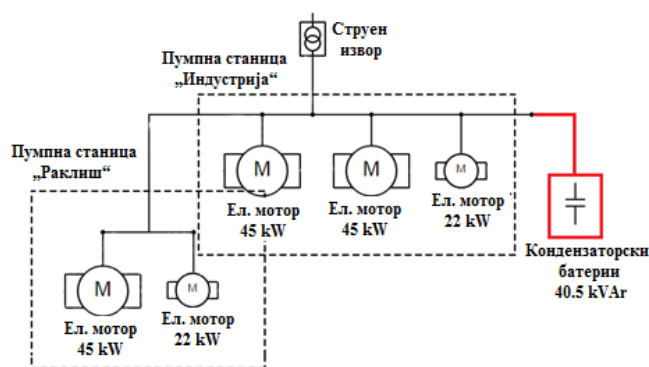 Струен
извор
Пумпна станица
„Индустрија“
Пумпна станица
„Раклиш“
M
M
M
Ел. мотор
45 kW
Ел. мотор
45 kW
Ел. мотор
22 kW
Кондензаторски
батерии
40.5 kVAr
M
M
Ел. мотор
45 kW
Ел. мотор
22 kW